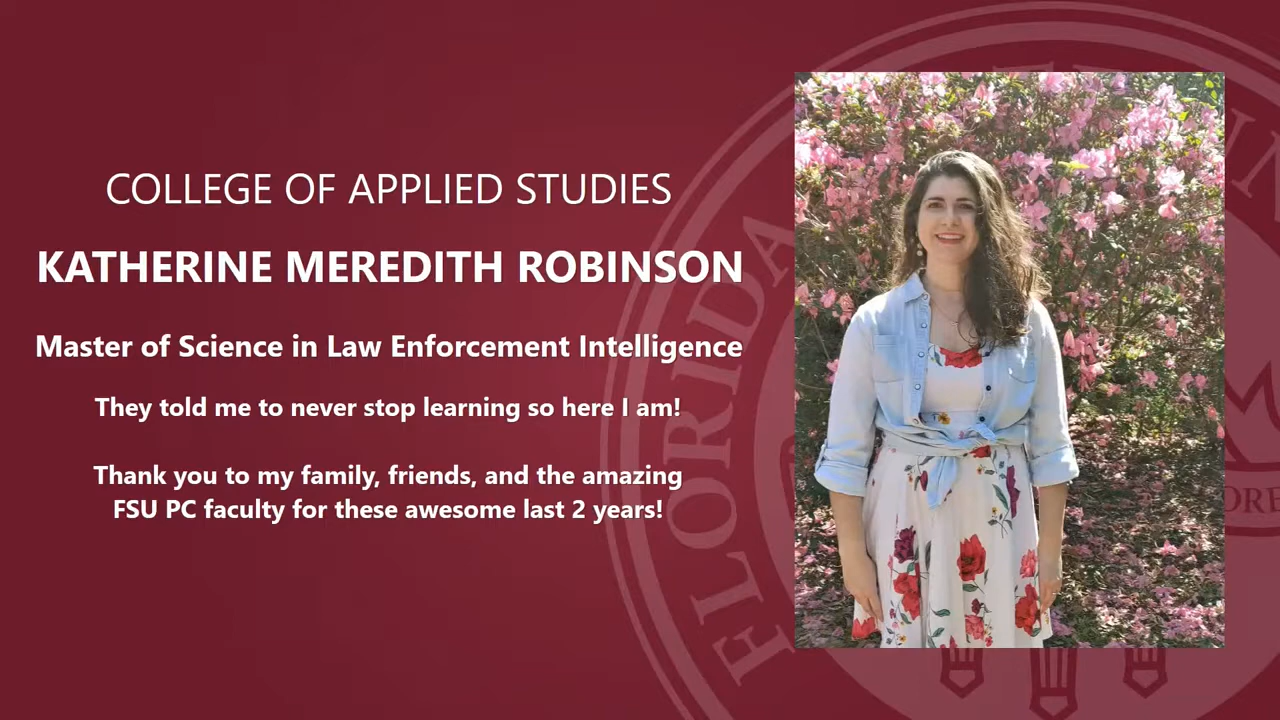 COLLEGE OF APPLIED STUDIES
KATHERINE MEREDITH ROBINSON
Master of Science in Law Enforcement Intelligence
They told me to never stop learning so here I am!
Thank you to my family, friends, and the amazing
FSU PC faculty for these awesome last 2 years!
FLORIDA